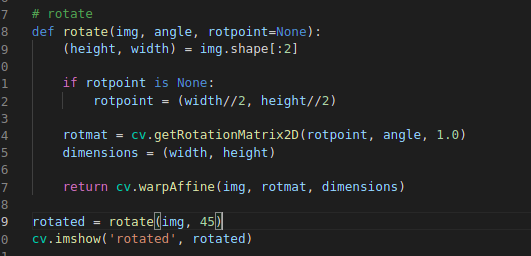 7 # rotate
8 def rotate(img, angle, rotpoint=None):
9 (height, width) = img.shape[:2]
0
1 if rotpoint is None:
2 rotpoint = (width//2, height//2)
3
4 rotmat = cv.getRotationMatrix2D(rotpoint, angle, 1.0)
5 dimensions = (width, height)
6
7 return cv.warpAffine(img, rotmat, dimensions)
8
9 rotated = rotate(img, 45)
0 cv.imshow('rotated', rotated)